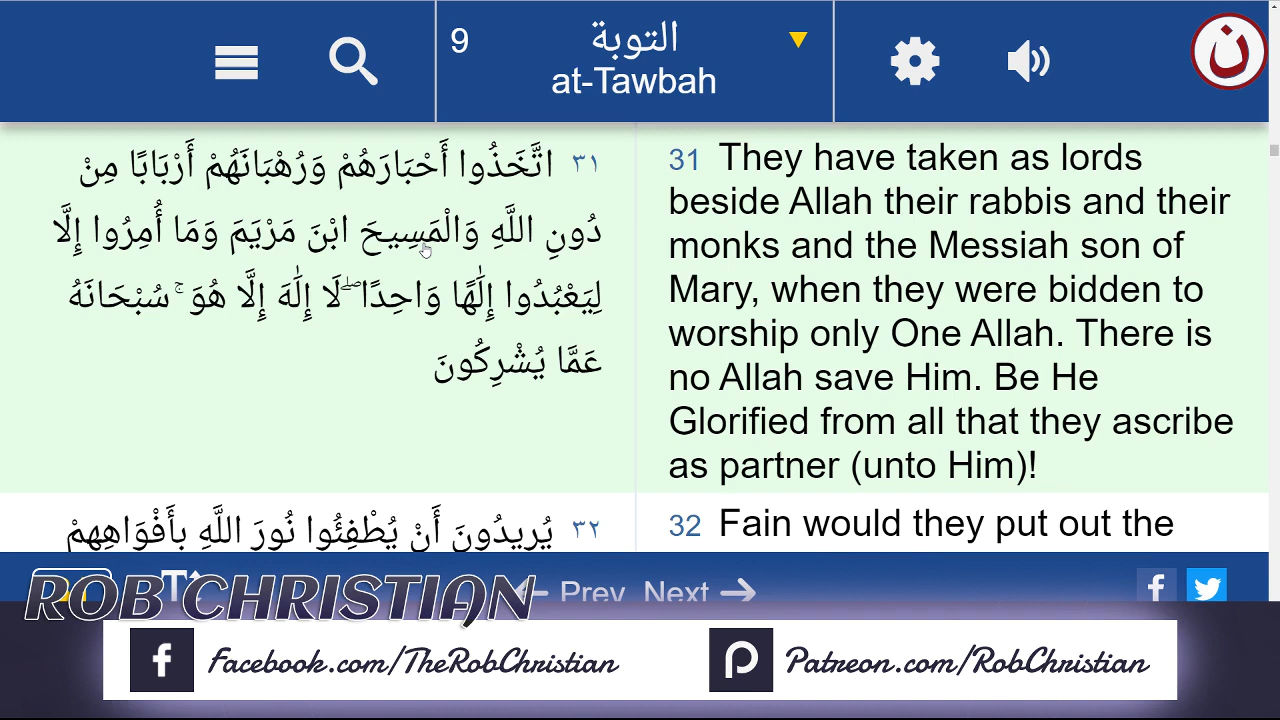 9
التوبة
at-Tawbah
ن
٣١ اتَّخَذُوا أَحْبَارَهُمْ وَرُهْبَانَهُمْ أَرْبَابًا مِنْ
دُونِ اللَّهِ وَالْمَسِيحَ ابْنَ مَرْيَمَ وَمَا أُمِرُوا إِلَّا
لِيَعْبُدُوا إِلَٰهًا وَاحِدًا ۖ لَا إِلَٰهَ إِلَّا هُوَ ۚ سُبْحَانَهُ
عَمَّا يُشْرِكُونَ
31 They have taken as lords
beside Allah their rabbis and their
monks and the Messiah son of
Mary, when they were bidden to
worship only One Allah. There is
no Allah save Him. Be He
Glorified from all that they ascribe
as partner (unto Him)!
٣٢ يُرِيدُونَ أَنْ يُطْفِئُوا نُورَ اللَّهِ بِأَفْوَاهِهِمْ
32 Fain would they put out the
T
Prev Next
f
ROB CHRISTIAN
f Facebook.com/TheRobChristian
Patreon.com/RobChristian